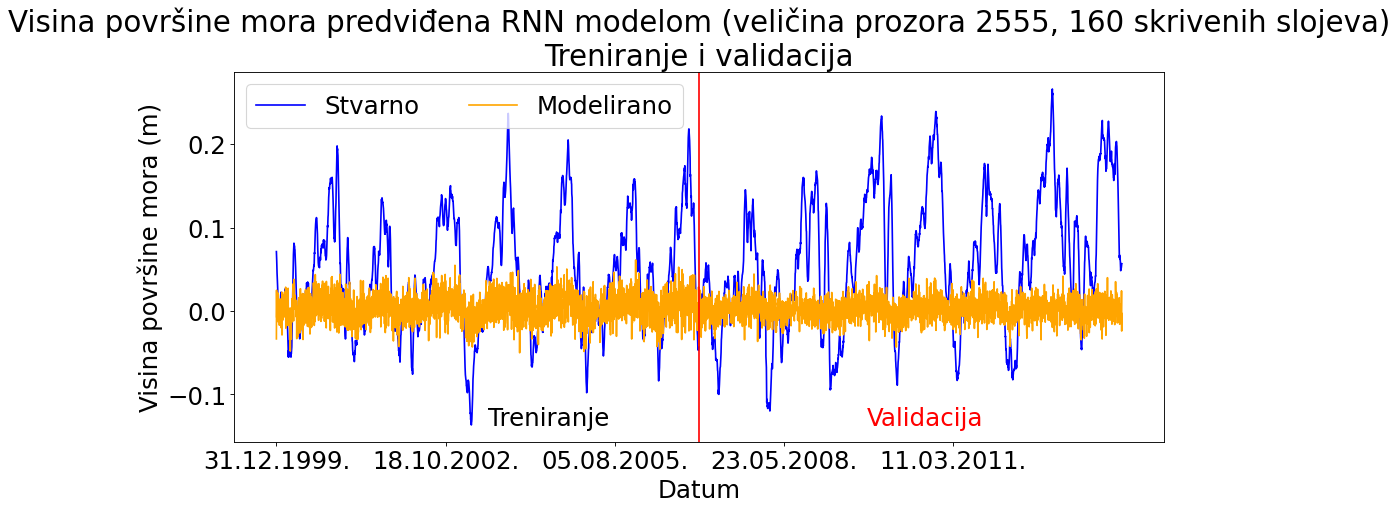 Visina površine mora predviđena RNN modelom (veličina prozora 2555, 160 skrivenih slojeva)
Treniranje i validacija
Stvarno
Modelirano
Visina površine mora (m)
0.2
0.1
0.0
−0.1
Treniranje
Validacija
31.12.1999.
18.10.2002.
05.08.2005.
23.05.2008.
11.03.2011.
Datum